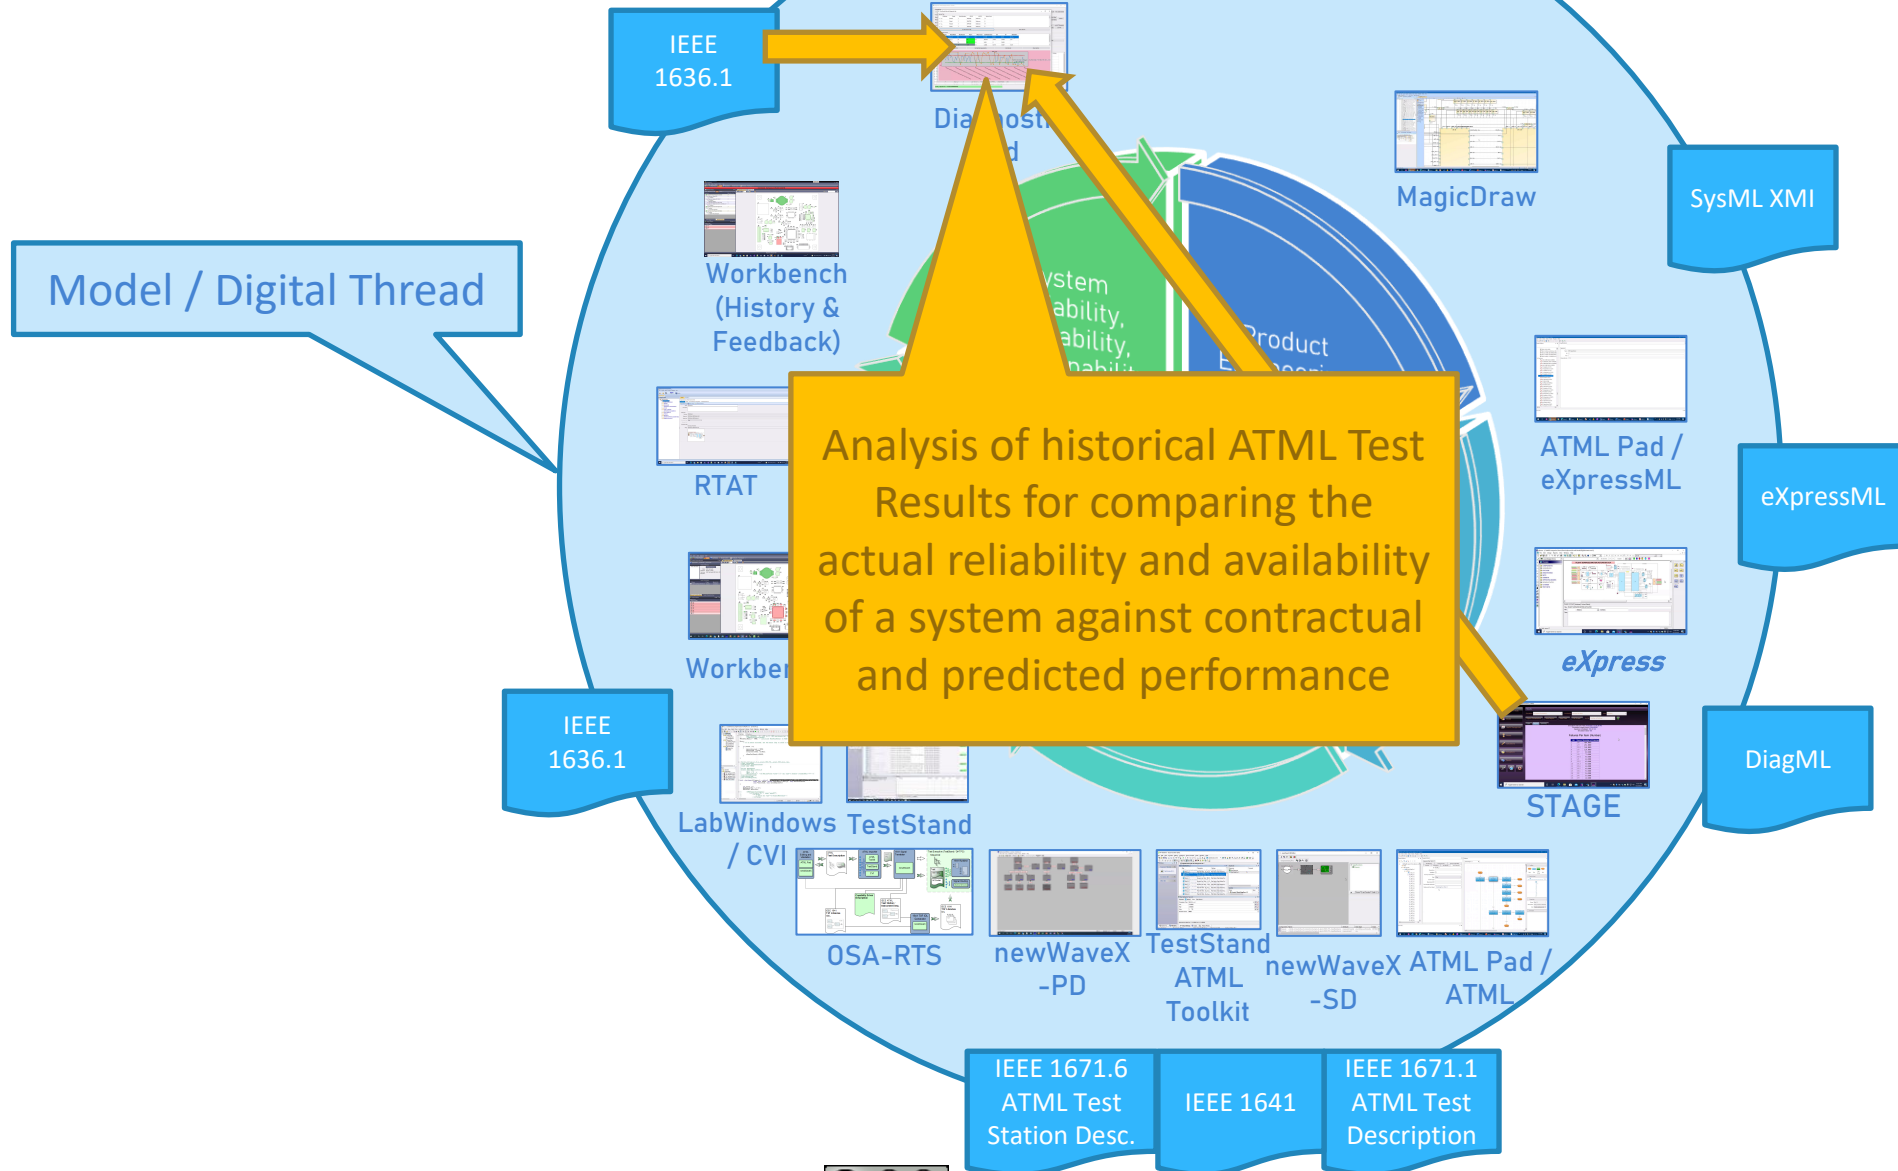 IEEE
1636.1
MagicDraw
SysML XMI
Workbench
(History &
Feedback)
Model / Digital Thread
ATML Pad /
eXpressML
eXpressML
RTAT
Analysis of historical ATML Test
Results for comparing the
actual reliability and availability
of a system against contractual
and predicted performance
eXpress
IEEE
1636.1
DiagML
STAGE
LabWindows
/ CVI
TestStand
OSA-RTS
newWaveX
-PD
TestStand
ATML
Toolkit
newWaveX
-SD
ATML Pad /
ATML
IEEE 1671.6
ATML Test
Station Desc.
IEEE 1641
IEEE 1671.1
ATML Test
Description